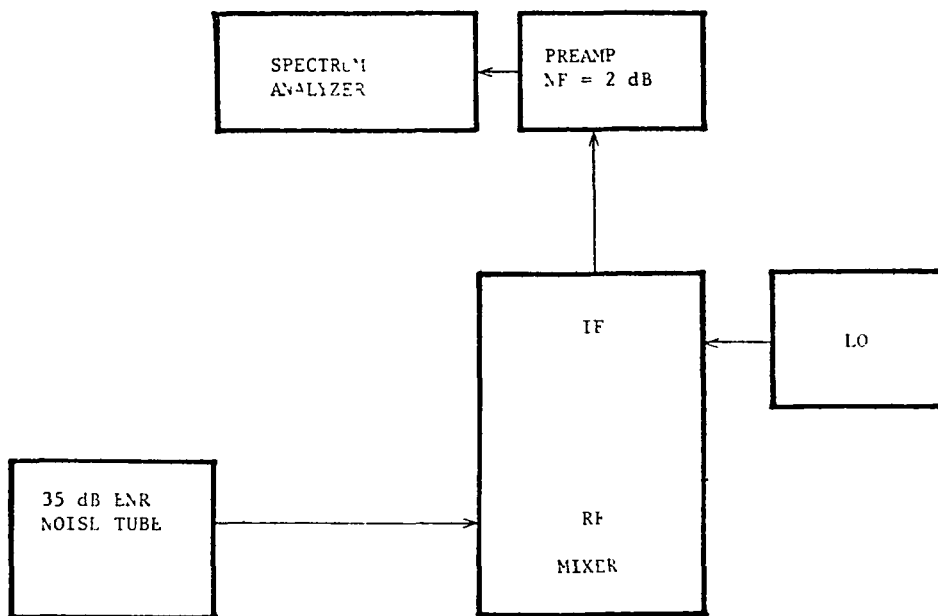 SPECTRUM
ANALYZER
PREAMP
NF = 2 dB
IF
LO
35 dB ENR
NOISE TUBE
RF
MIXER